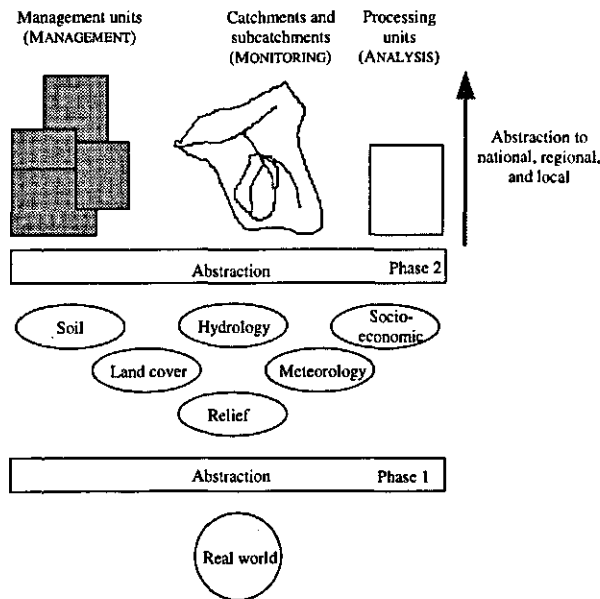 Management units
(MANAGEMENT)
Catchments and
subcatchments
(MONITORING)
Processing
units
(ANALYSIS)
Abstraction to
national, regional,
and local
Abstraction
Phase 2
Soil
Hydrology
Socio-
economic
Land cover
Meteorology
Relief
Abstraction
Phase 1
Real world